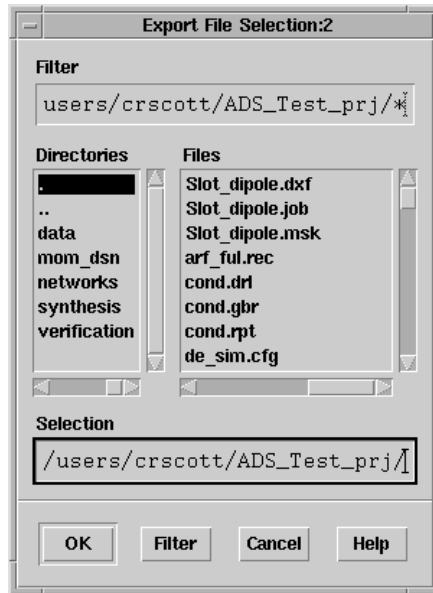 Export File Selection:2
Filter
users/crscott/ADS_Test_prj/*
Directories
Files
.
..
data
mom_dsn
networks
synthesis
verification
Slot_dipole.dxf
Slot_dipole.job
Slot_dipole.msk
arf_ful.rec
cond.drl
cond.gbr
cond.rpt
de_sim.cfg
Selection
/users/crscott/ADS_Test_prj/
OK
Filter
Cancel
Help